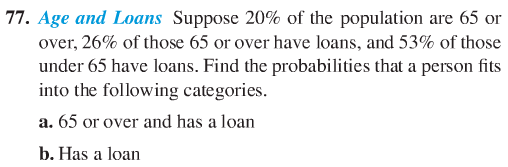 77. Age and Loans Suppose 20% of the population are 65 or
over, 26% of those 65 or over have loans, and 53% of those
under 65 have loans. Find the probabilities that a person fits
into the following categories.
a. 65 or over and has a loan
b. Has a loan